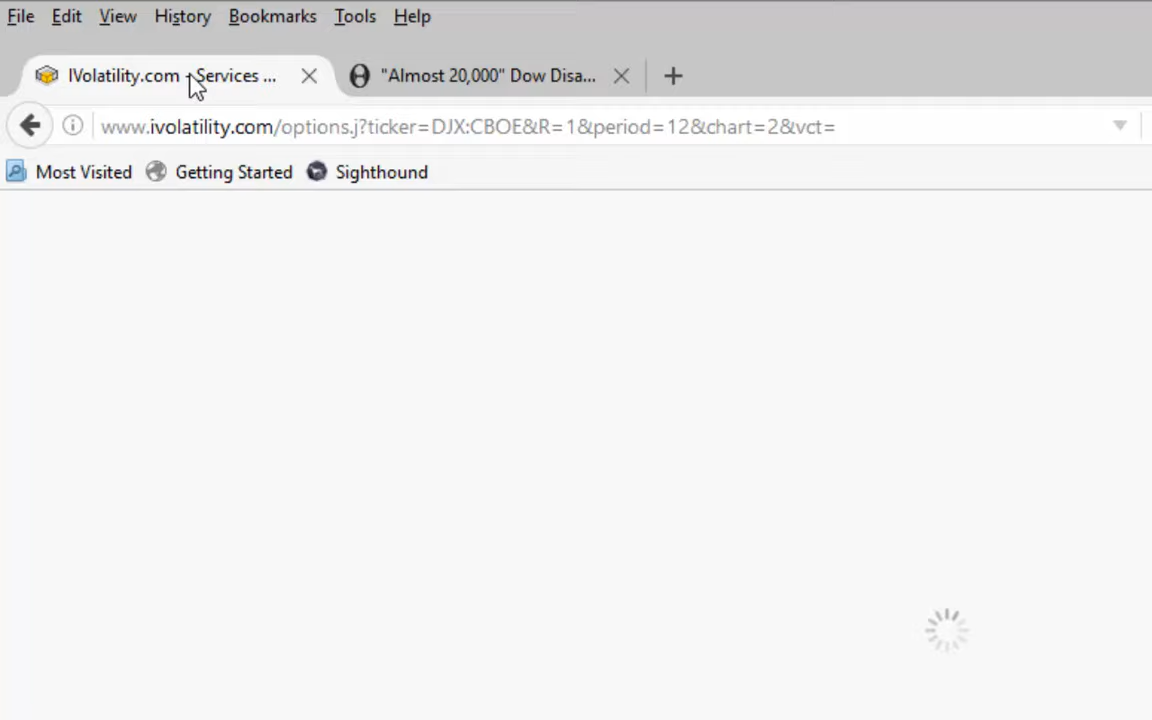 File Edit View History Bookmarks Tools Help
IVolatility.com - Services ... "Almost 20,000" Dow Disa...
www.ivolatility.com/options.j?ticker=DJX:CBOE&R=1&period=12&chart=2&vct=
Most Visited Getting Started Sighthound